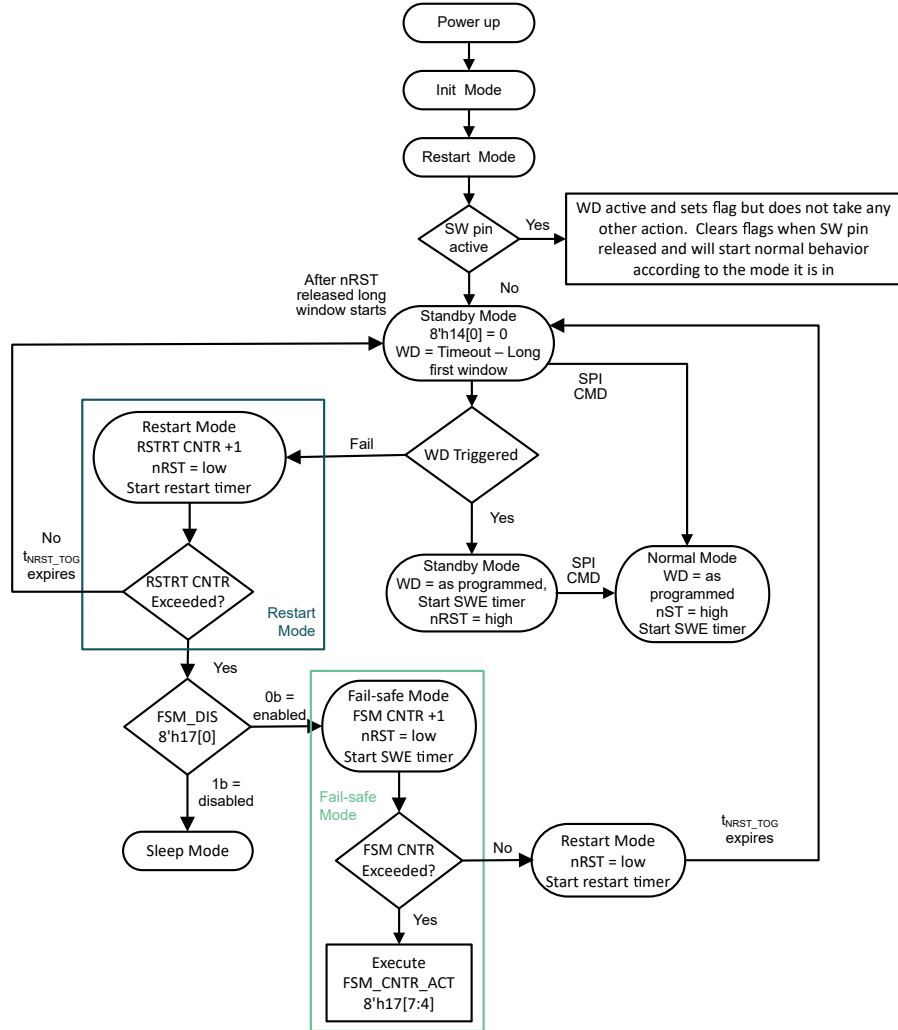 Power up
Init Mode
Restart Mode
SW pin
active
Yes
WD active and sets flag but does not take any
other action. Clears flags when SW pin
released and will start normal behavior
according to the mode it is in
No
After nRST
released long
window starts
Standby Mode
8'h14[0] = 0
WD = Timeout – Long
first window
SPI
CMD
Restart Mode
RSTRT CNTR +1
nRST = low
Start restart timer
Fail
WD Triggered
Yes
No
tNRST_TOG
expires
RSTRT CNTR
Exceeded?
Restart
Mode
Standby Mode
WD = as programmed,
Start SWE timer
nRST = high
SPI
CMD
Normal Mode
WD = as
programmed
nST = high
Start SWE timer
Yes
FSM_DIS
8'h17[0]
0b =
enabled
Fail-safe Mode
FSM CNTR +1
nRST = low
Start SWE timer
1b =
disabled
Sleep Mode
Fail-safe
Mode
FSM CNTR
Exceeded?
No
Restart Mode
nRST = low
Start restart timer
tNRST_TOG
expires
Yes
Execute
FSM_CNTR_ACT
8'h17[7:4]